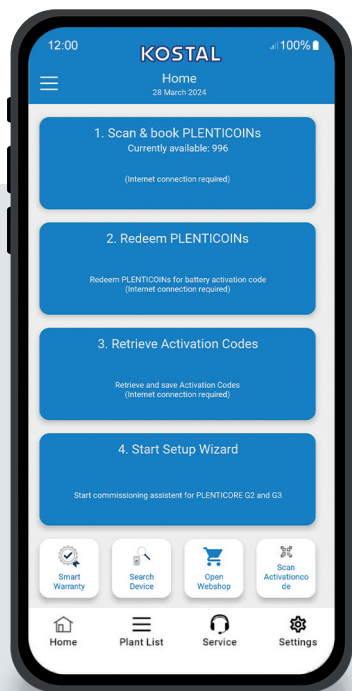 12:00
100%
KOSTAL
Home
28 March 2024
1. Scan & book PLENTICOINs
Currently available: 996
(Internet connection required)
2. Redeem PLENTICOINs
Redeem PLENTICOINs for battery activation code
(Internet connection required)
3. Retrieve Activation Codes
Retrieve and save Activation Codes
(Internet connection required)
4. Start Setup Wizard
Start commissioning assistent for PLENTICORE G2 and G3
Smart
Warranty
Search
Device
Open
Webshop
Scan
Activationco
de
Home
Plant List
Service
Settings